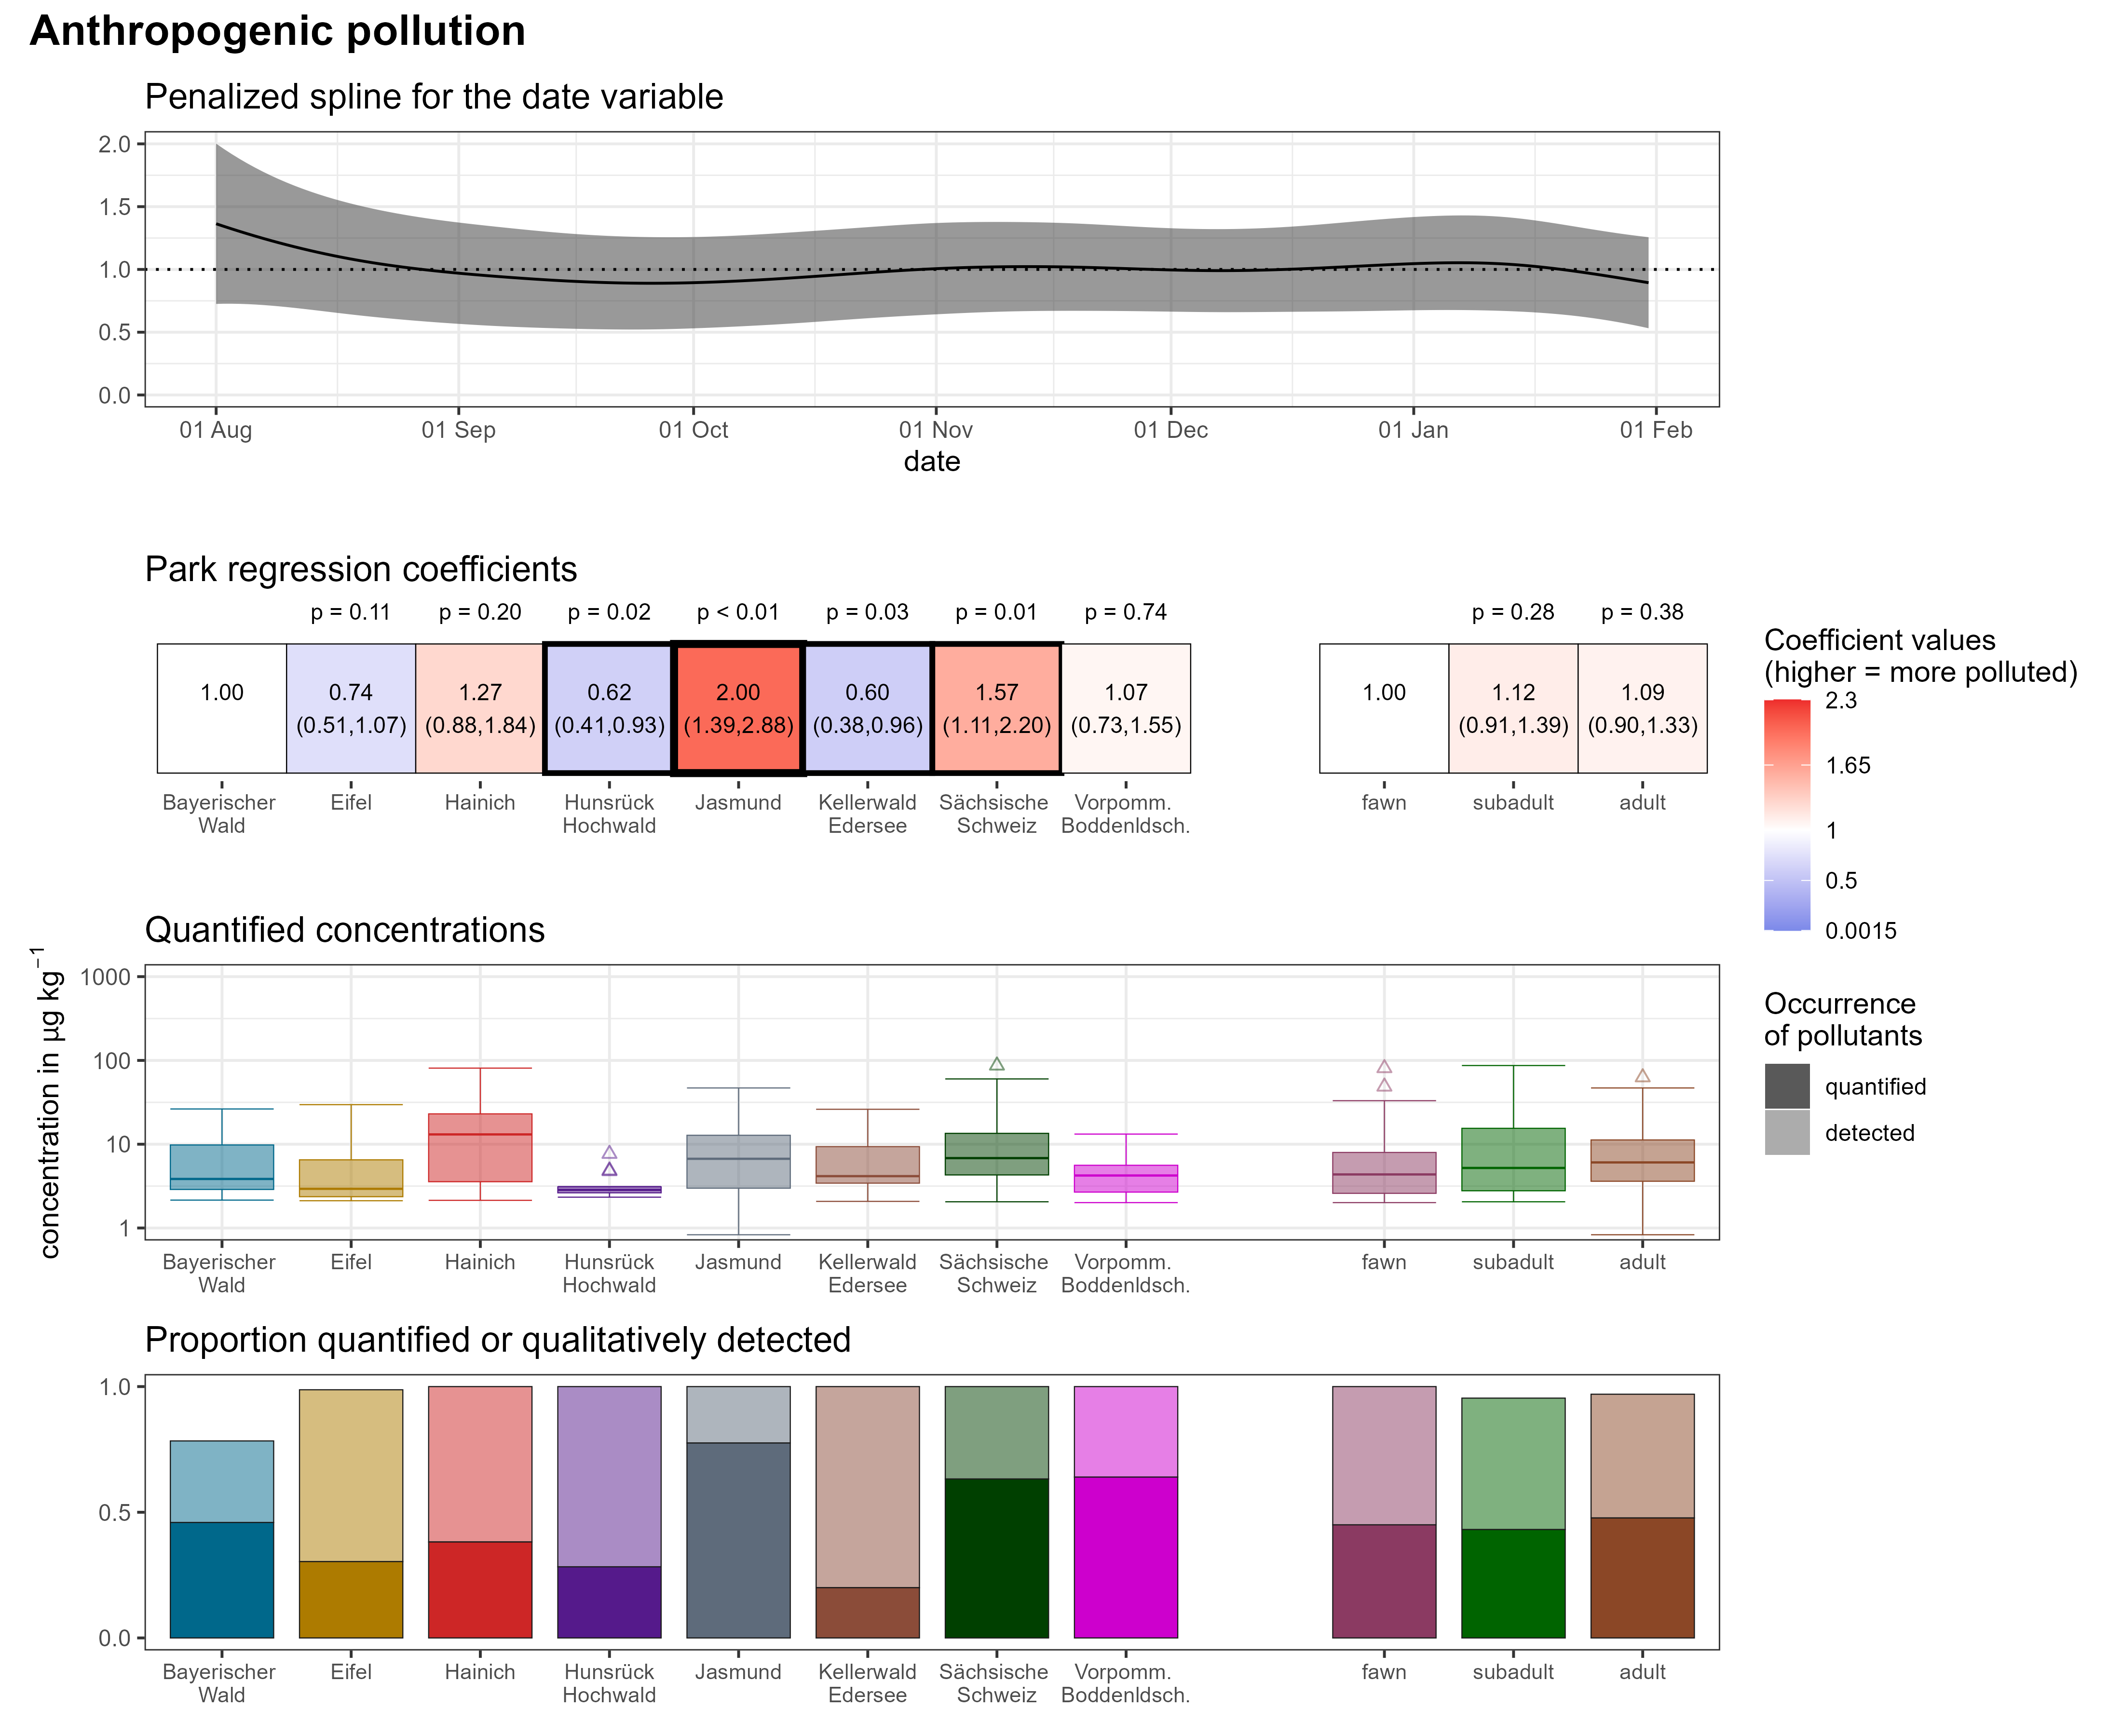 Anthropogenic pollution
Penalized spline for the date variable
2.0
1.5
1.0
0.5
0.0
01 Aug 01 Sep 01 Oct 01 Nov 01 Dec 01 Jan 01 Feb
date
Park regression coefficients
p = 0.11 p = 0.20 p = 0.02 p < 0.01 p = 0.03 p = 0.01 p = 0.74 p = 0.28 p = 0.38
1.00 0.74 1.27 0.62 2.00 0.60 1.57 1.07 1.00 1.12 1.09
(0.51,1.07) (0.88,1.84) (0.41,0.93) (1.39,2.88) (0.38,0.96) (1.11,2.20) (0.73,1.55) (0.91,1.39) (0.90,1.33)
Bayerischer Eifel Hainich Hunsrück Jasmund Kellerwald Sächsische Vorpomm. fawn subadult adult
Wald Hochwald Edersee Schweiz Boddenldsch.
Coefficient values
(higher = more polluted)
2.3
1.65
1
0.5
0.0015
Quantified concentrations
concentration in µg kg⁻¹
1000
100
10
1
Bayerischer Eifel Hainich Hunsrück Jasmund Kellerwald Sächsische Vorpomm. fawn subadult adult
Wald Hochwald Edersee Schweiz Boddenldsch.
Occurrence
of pollutants
quantified
detected
Proportion quantified or qualitatively detected
1.0
0.5
0.0
Bayerischer Eifel Hainich Hunsrück Jasmund Kellerwald Sächsische Vorpomm. fawn subadult adult
Wald Hochwald Edersee Schweiz Boddenldsch.